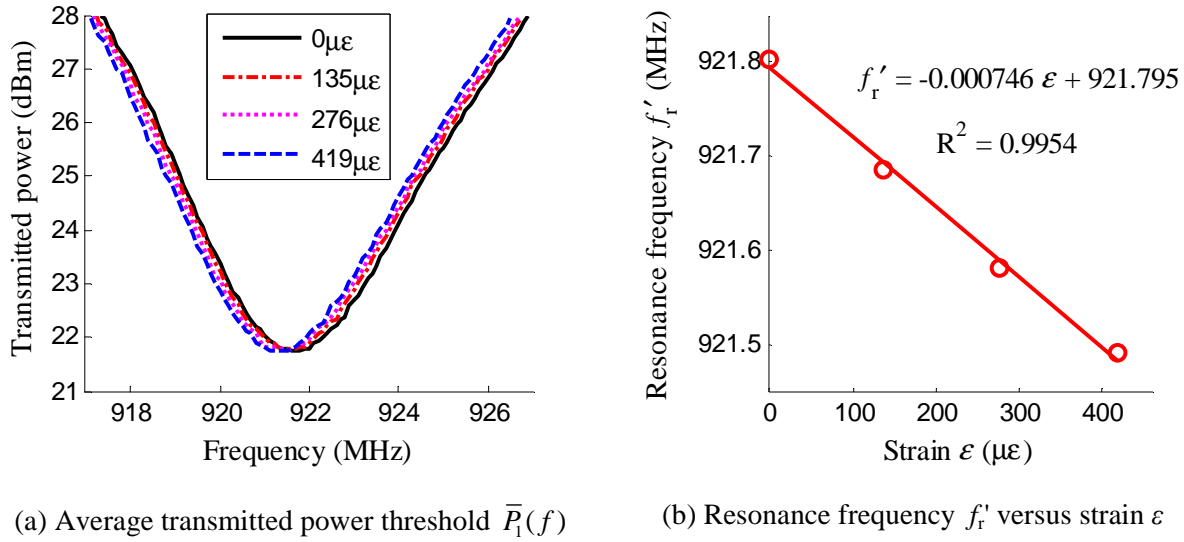 28
27
26
25
24
23
22
21
Transmitted power (dBm)
0με
135με
276με
419με
918 920 922 924 926
Frequency (MHz)
(a) Average transmitted power threshold P̅₁(f)
921.8
921.7
921.6
921.5
Resonance frequency fᵣ′ (MHz)
fᵣ′ = -0.000746 ε + 921.795
R² = 0.9954
0 100 200 300 400
Strain ε (με)
(b) Resonance frequency fᵣ' versus strain ε